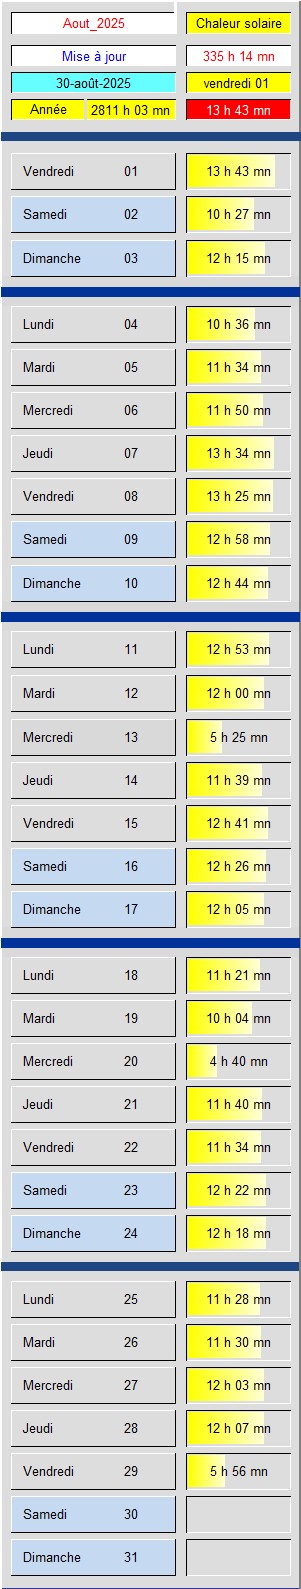 Aout_2025 Chaleur solaire
Mise à jour 335 h 14 mn
30-août-2025 vendredi 01
Année 2811 h 03 mn 13 h 43 mn
Vendredi 01 13 h 43 mn
Samedi 02 10 h 27 mn
Dimanche 03 12 h 15 mn
Lundi 04 10 h 36 mn
Mardi 05 11 h 34 mn
Mercredi 06 11 h 50 mn
Jeudi 07 13 h 34 mn
Vendredi 08 13 h 25 mn
Samedi 09 12 h 58 mn
Dimanche 10 12 h 44 mn
Lundi 11 12 h 53 mn
Mardi 12 12 h 00 mn
Mercredi 13 5 h 25 mn
Jeudi 14 11 h 39 mn
Vendredi 15 12 h 41 mn
Samedi 16 12 h 26 mn
Dimanche 17 12 h 05 mn
Lundi 18 11 h 21 mn
Mardi 19 10 h 04 mn
Mercredi 20 4 h 40 mn
Jeudi 21 11 h 40 mn
Vendredi 22 11 h 34 mn
Samedi 23 12 h 22 mn
Dimanche 24 12 h 18 mn
Lundi 25 11 h 28 mn
Mardi 26 11 h 30 mn
Mercredi 27 12 h 03 mn
Jeudi 28 12 h 07 mn
Vendredi 29 5 h 56 mn
Samedi 30
Dimanche 31